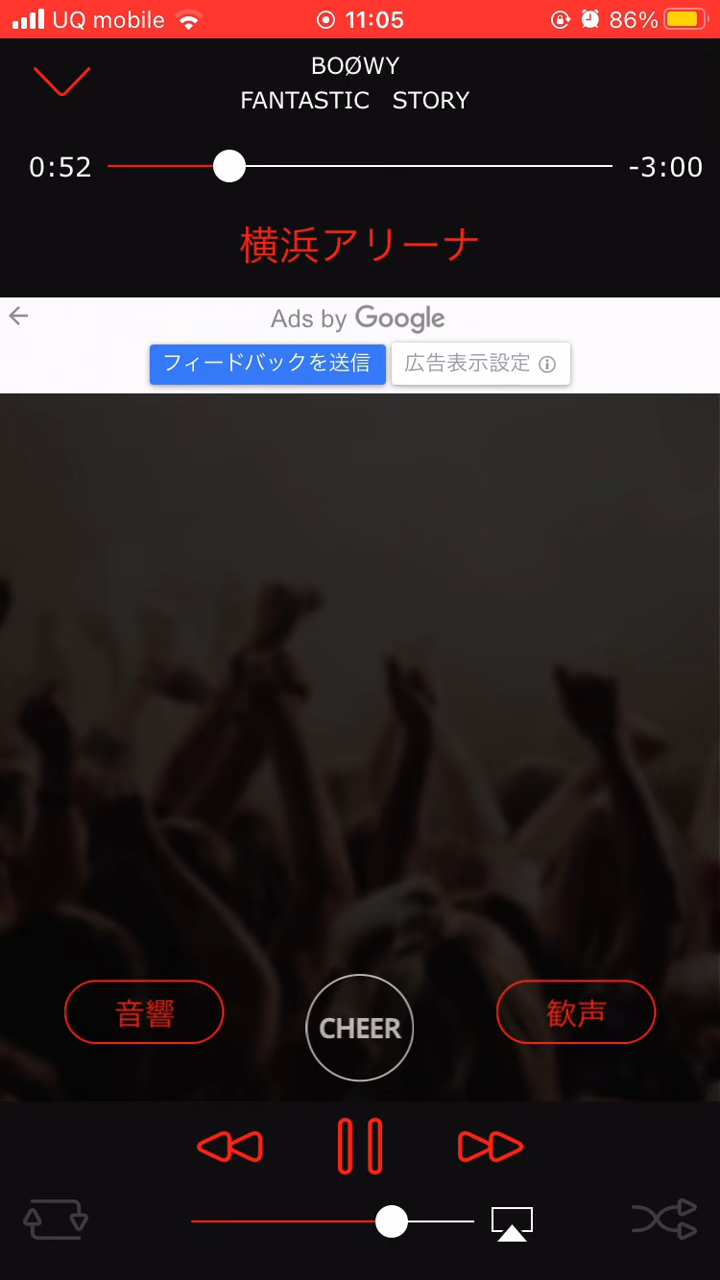 UQ mobile 11:05 86%
BOØWY
FANTASTIC STORY
0:52 -3:00
横浜アリーナ
Ads by Google
フィードバックを送信 広告表示設定
音響 CHEER 歓声